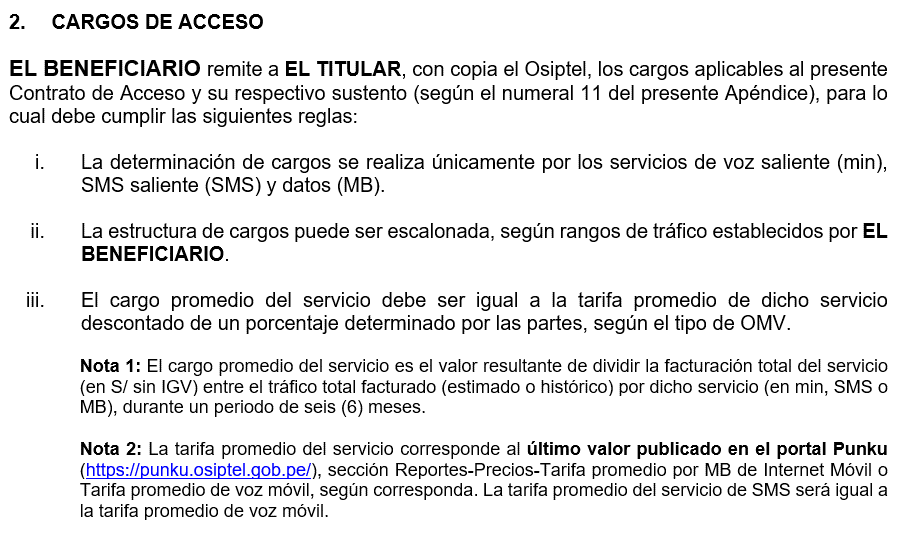 2. CARGOS DE ACCESO
EL BENEFICIARIO remite a EL TITULAR, con copia el Osiptel, los cargos aplicables al presente
Contrato de Acceso y su respectivo sustento (según el numeral 11 del presente Apéndice), para lo
cual debe cumplir las siguientes reglas:
i. La determinación de cargos se realiza únicamente por los servicios de voz saliente (min),
SMS saliente (SMS) y datos (MB).
ii. La estructura de cargos puede ser escalonada, según rangos de tráfico establecidos por EL
BENEFICIARIO.
iii. El cargo promedio del servicio debe ser igual a la tarifa promedio de dicho servicio
descontado de un porcentaje determinado por las partes, según el tipo de OMV.
Nota 1: El cargo promedio del servicio es el valor resultante de dividir la facturación total del servicio
(en S/ sin IGV) entre el tráfico total facturado (estimado o histórico) por dicho servicio (en min, SMS o
MB), durante un periodo de seis (6) meses.
Nota 2: La tarifa promedio del servicio corresponde al último valor publicado en el portal Punku
(https://punku.osiptel.gob.pe/), sección Reportes-Precios-Tarifa promedio por MB de Internet Móvil o
Tarifa promedio de voz móvil, según corresponda. La tarifa promedio del servicio de SMS será igual a
la tarifa promedio de voz móvil.